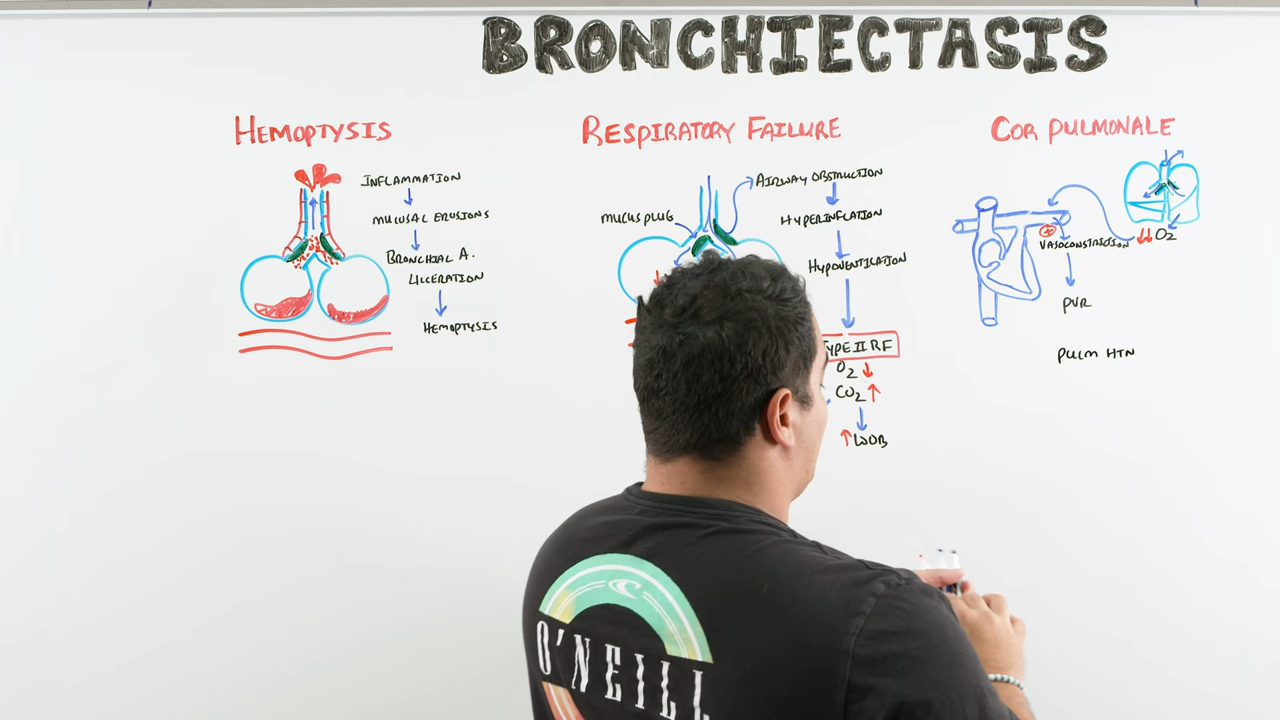 BRONCHIECTASIS
HEMOPTYSIS
INFLAMMATION
MUCUSAL EROSIONS
BRONCHIAL A.
ULCERATION
HEMOPTYSIS
RESPIRATORY FAILURE
MUCUS PLUG
AIRWAY OBSTRUCTION
HYPERINFLATION
HYPOVENTILATION
TYPE II RF
O2 ↓
CO2 ↑
↑ WOB
COR PULMONALE
↓↓ O2
+
VASOCONSTRICTION
PVR
PULM HTN
O'NEILL